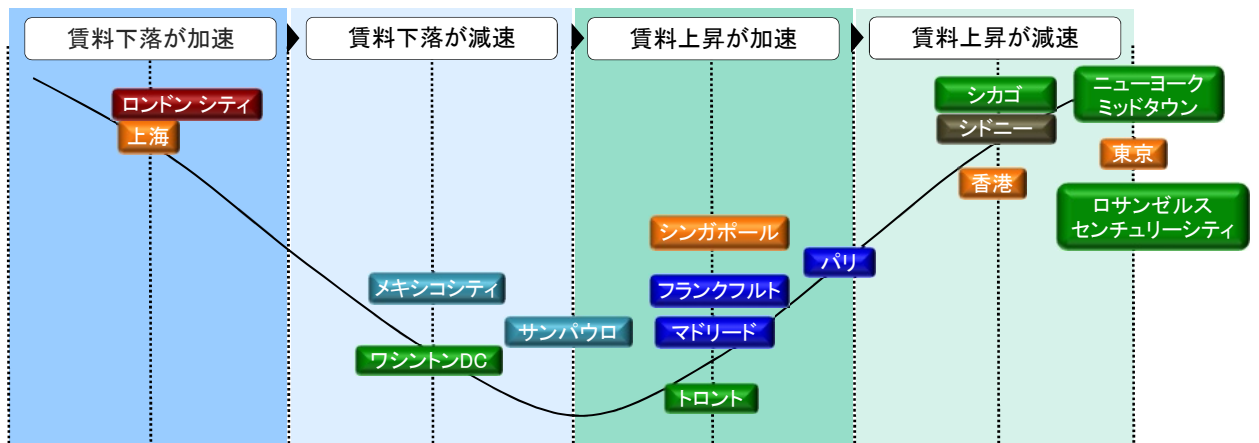 賃料下落が加速
賃料下落が減速
賃料上昇が加速
賃料上昇が減速
ロンドン シティ
上海
メキシコシティ
サンパウロ
ワシントンDC
シンガポール
フランクフルト
マドリード
トロント
パリ
シカゴ
シドニー
香港
ニューヨーク
ミッドタウン
東京
ロサンゼルス
センチュリーシティ